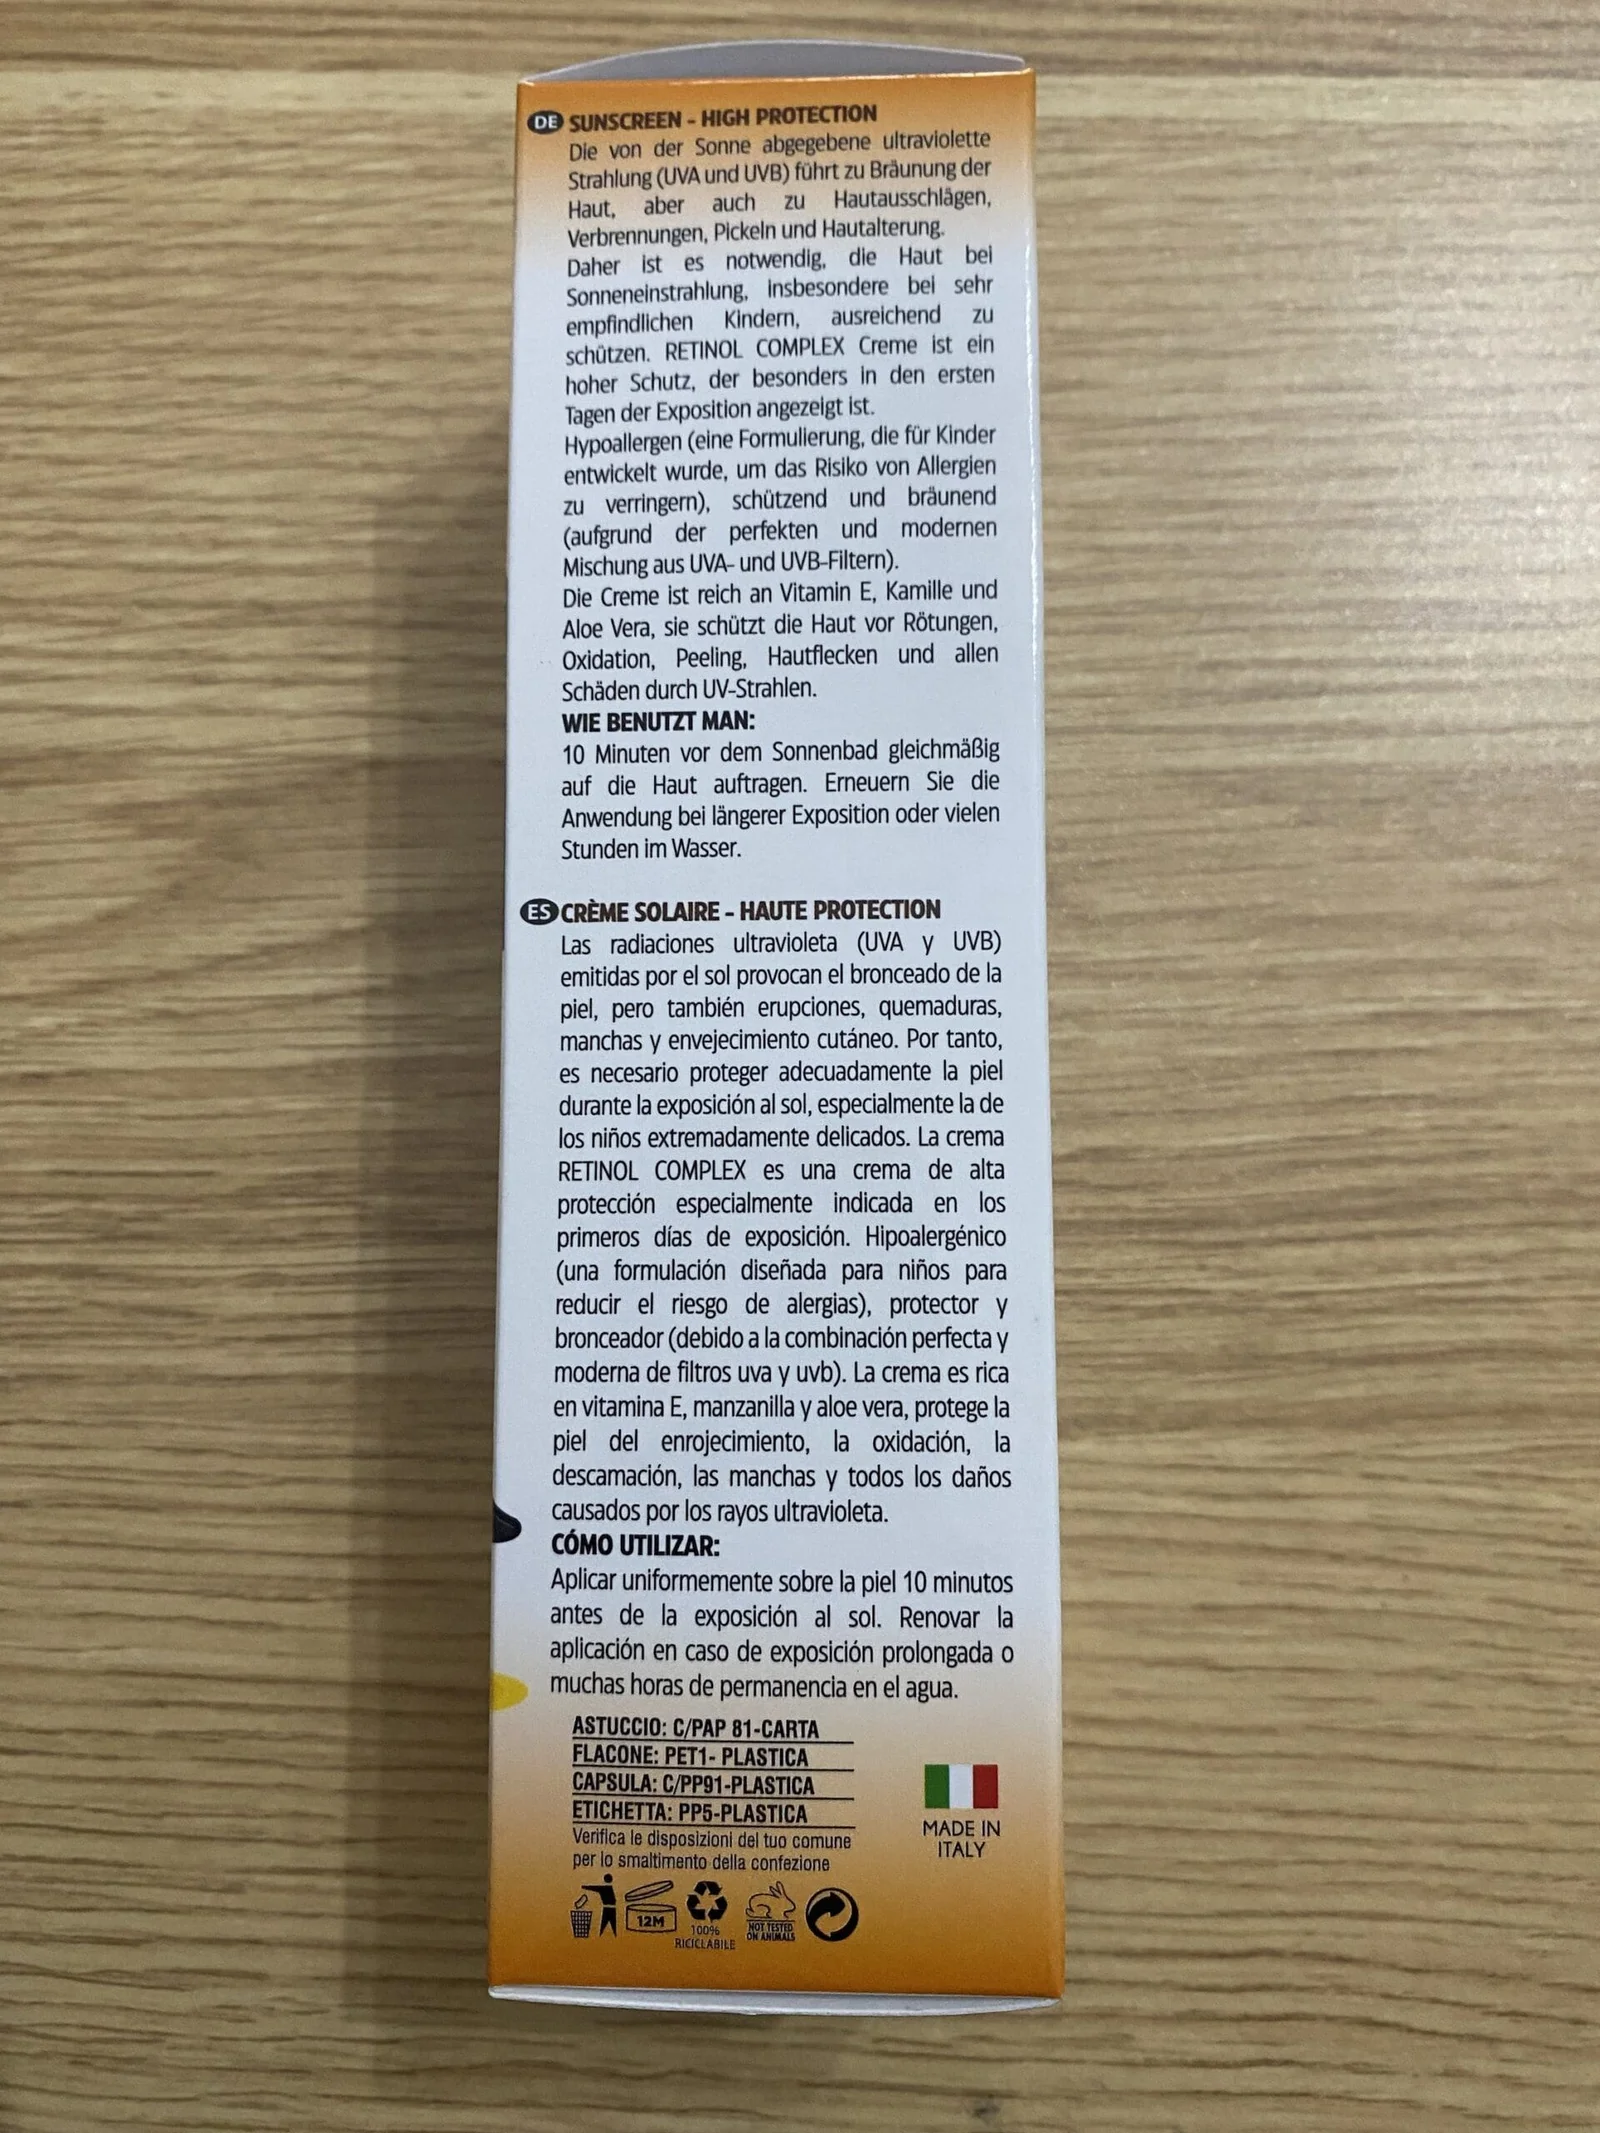 DE SUNSCREEN - HIGH PROTECTION
Die von der Sonne abgegebene ultraviolette
Strahlung (UVA und UVB) führt zu Bräunung der
Haut, aber auch zu Hautausschlägen,
Verbrennungen, Pickeln und Hautalterung.
Daher ist es notwendig, die Haut bei
Sonneneinstrahlung, insbesondere bei sehr
empfindlichen Kindern, ausreichend zu
schützen. RETINOL COMPLEX Creme ist ein
hoher Schutz, der besonders in den ersten
Tagen der Exposition angezeigt ist.
Hypoallergen (eine Formulierung, die für Kinder
entwickelt wurde, um das Risiko von Allergien
zu verringern), schützend und bräunend
(aufgrund der perfekten und modernen
Mischung aus UVA- und UVB-Filtern).
Die Creme ist reich an Vitamin E, Kamille und
Aloe Vera, sie schützt die Haut vor Rötungen,
Oxidation, Peeling, Hautflecken und allen
Schäden durch UV-Strahlen.
WIE BENUTZT MAN:
10 Minuten vor dem Sonnenbad gleichmäßig
auf die Haut auftragen. Erneuern Sie die
Anwendung bei längerer Exposition oder vielen
Stunden im Wasser.
ES CRÈME SOLAIRE - HAUTE PROTECTION
Las radiaciones ultravioleta (UVA y UVB)
emitidas por el sol provocan el bronceado de la
piel, pero también erupciones, quemaduras,
manchas y envejecimiento cutáneo. Por tanto,
es necesario proteger adecuadamente la piel
durante la exposición al sol, especialmente la de
los niños extremadamente delicados. La crema
RETINOL COMPLEX es una crema de alta
protección especialmente indicada en los
primeros días de exposición. Hipoalergénico
(una formulación diseñada para niños para
reducir el riesgo de alergias), protector y
bronceador (debido a la combinación perfecta y
moderna de filtros uva y uvb). La crema es rica
en vitamina E, manzanilla y aloe vera, protege la
piel del enrojecimiento, la oxidación, la
descamación, las manchas y todos los daños
causados por los rayos ultravioleta.
CÓMO UTILIZAR:
Aplicar uniformemente sobre la piel 10 minutos
antes de la exposición al sol. Renovar la
aplicación en caso de exposición prolongada o
muchas horas de permanencia en el agua.
ASTUCCIO: C/PAP 81-CARTA
FLACONE: PET1- PLASTICA
CAPSULA: C/PP91-PLASTICA
ETICHETTA: PP5-PLASTICA
Verifica le disposizioni del tuo comune
per lo smaltimento della confezione
MADE IN
ITALY
12M
100%
RICICLABILE
NOT TESTED
ON ANIMALS